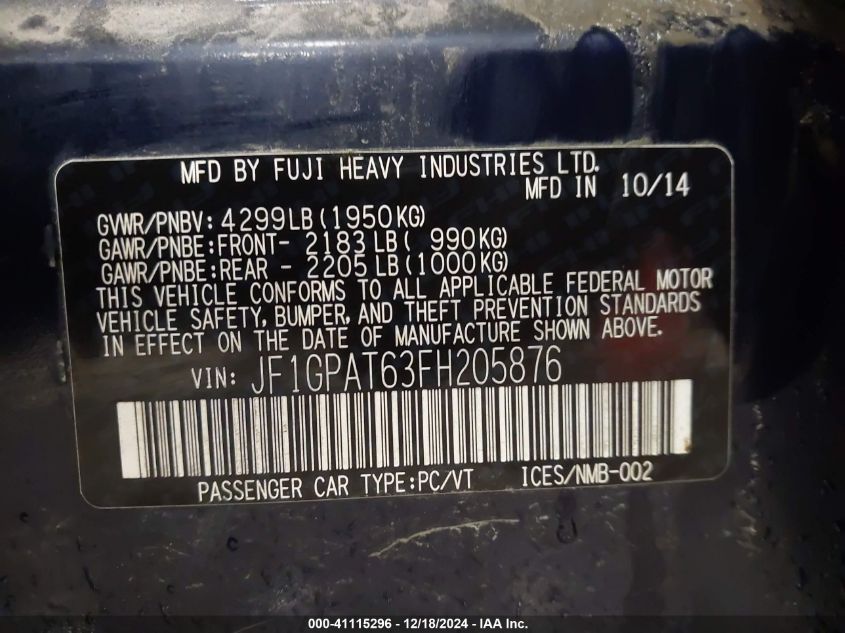 MFD BY FUJI HEAVY INDUSTRIES LTD.
MFD IN 10/14
GVWR/PNBV: 4299LB(1950KG)
GAWR/PNBE:FRONT- 2183 LB( 990KG)
GAWR/PNBE:REAR - 2205 LB(1000KG)
THIS VEHICLE CONFORMS TO ALL APPLICABLE FEDERAL MOTOR
VEHICLE SAFETY, BUMPER, AND THEFT PREVENTION STANDARDS
IN EFFECT ON THE DATE OF MANUFACTURE SHOWN ABOVE.
VIN: JF1GPAT63FH205876
PASSENGER CAR TYPE:PC/VT ICES/NMB-002
000-41115296 - 12/18/2024 - IAA Inc.